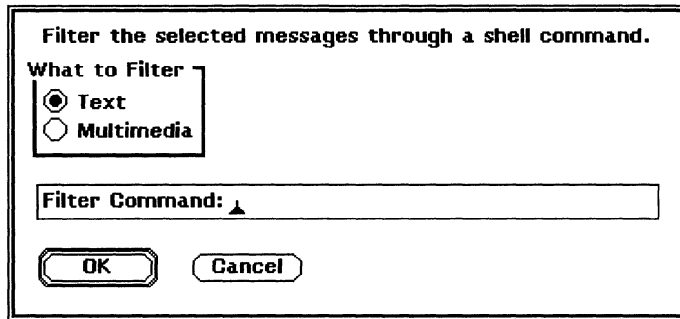 Filter the selected messages through a shell command.
What to Filter
Text
Multimedia
Filter Command:
OK
Cancel